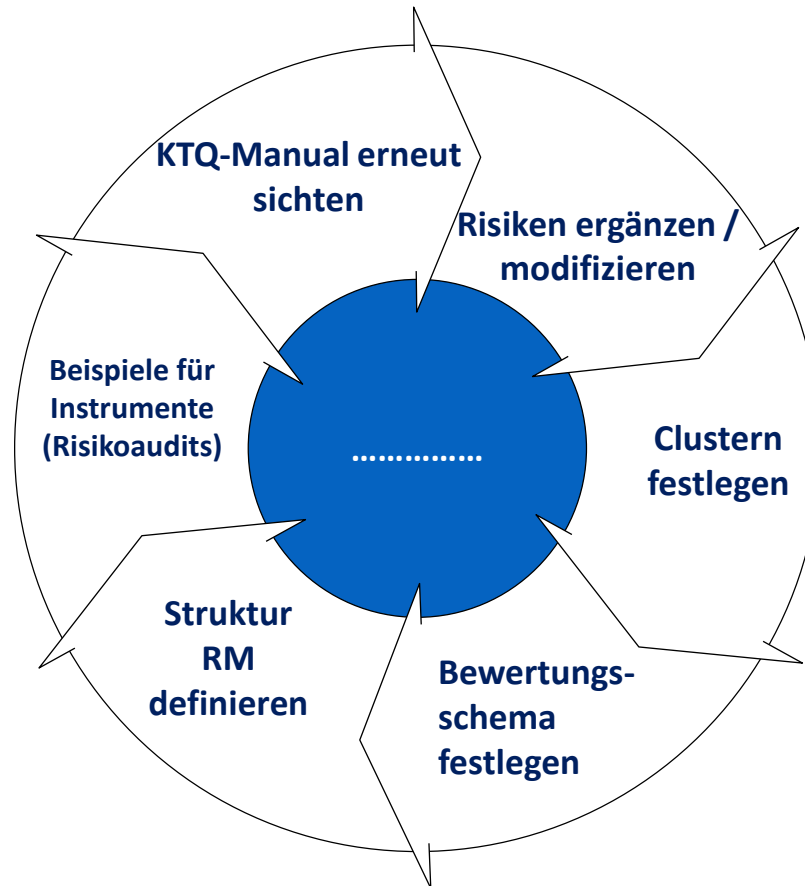 KTQ-Manual erneut
sichten
Risiken ergänzen /
modifizieren
Clustern
festlegen
Bewertungs-
schema
festlegen
Struktur
RM
definieren
Beispiele für
Instrumente
(Risikoaudits)
……………